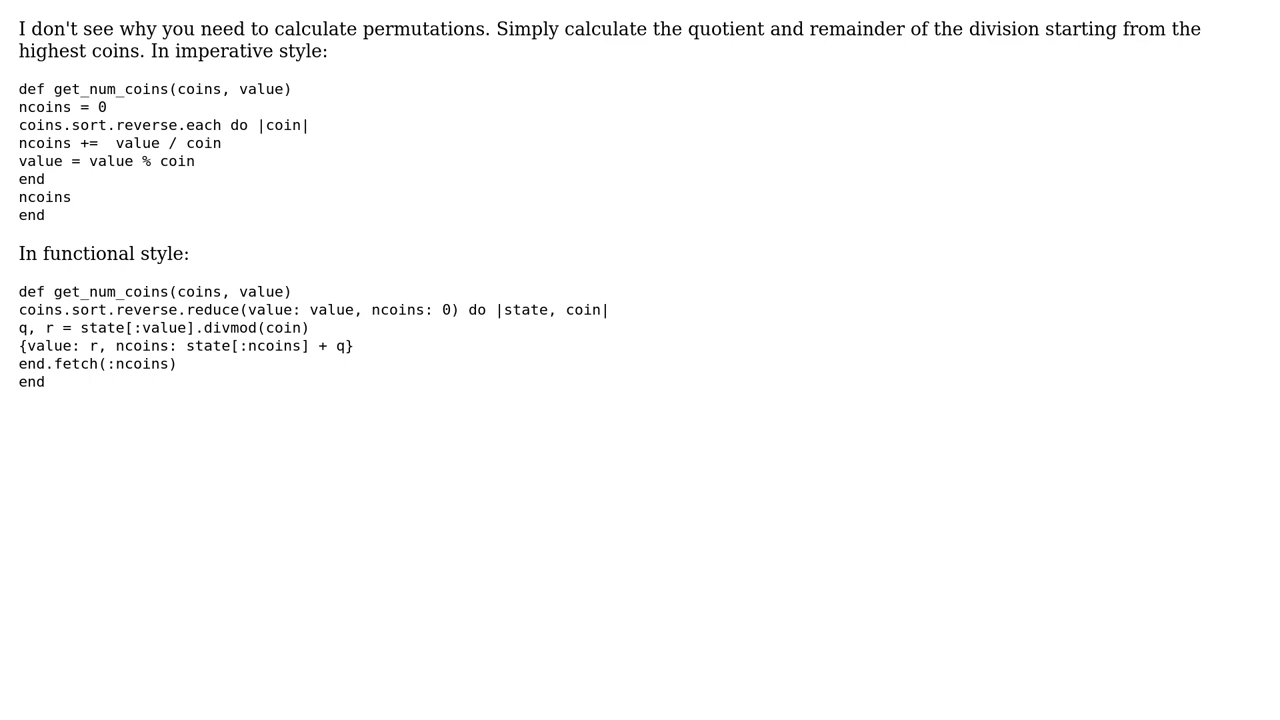 I don't see why you need to calculate permutations. Simply calculate the quotient and remainder of the division starting from the
highest coins. In imperative style:
def get_num_coins(coins, value)
ncoins = 0
coins.sort.reverse.each do |coin|
ncoins +=  value / coin
value = value % coin
end
ncoins
end
In functional style:
def get_num_coins(coins, value)
coins.sort.reverse.reduce(value: value, ncoins: 0) do |state, coin|
q, r = state[:value].divmod(coin)
{value: r, ncoins: state[:ncoins] + q}
end.fetch(:ncoins)
end